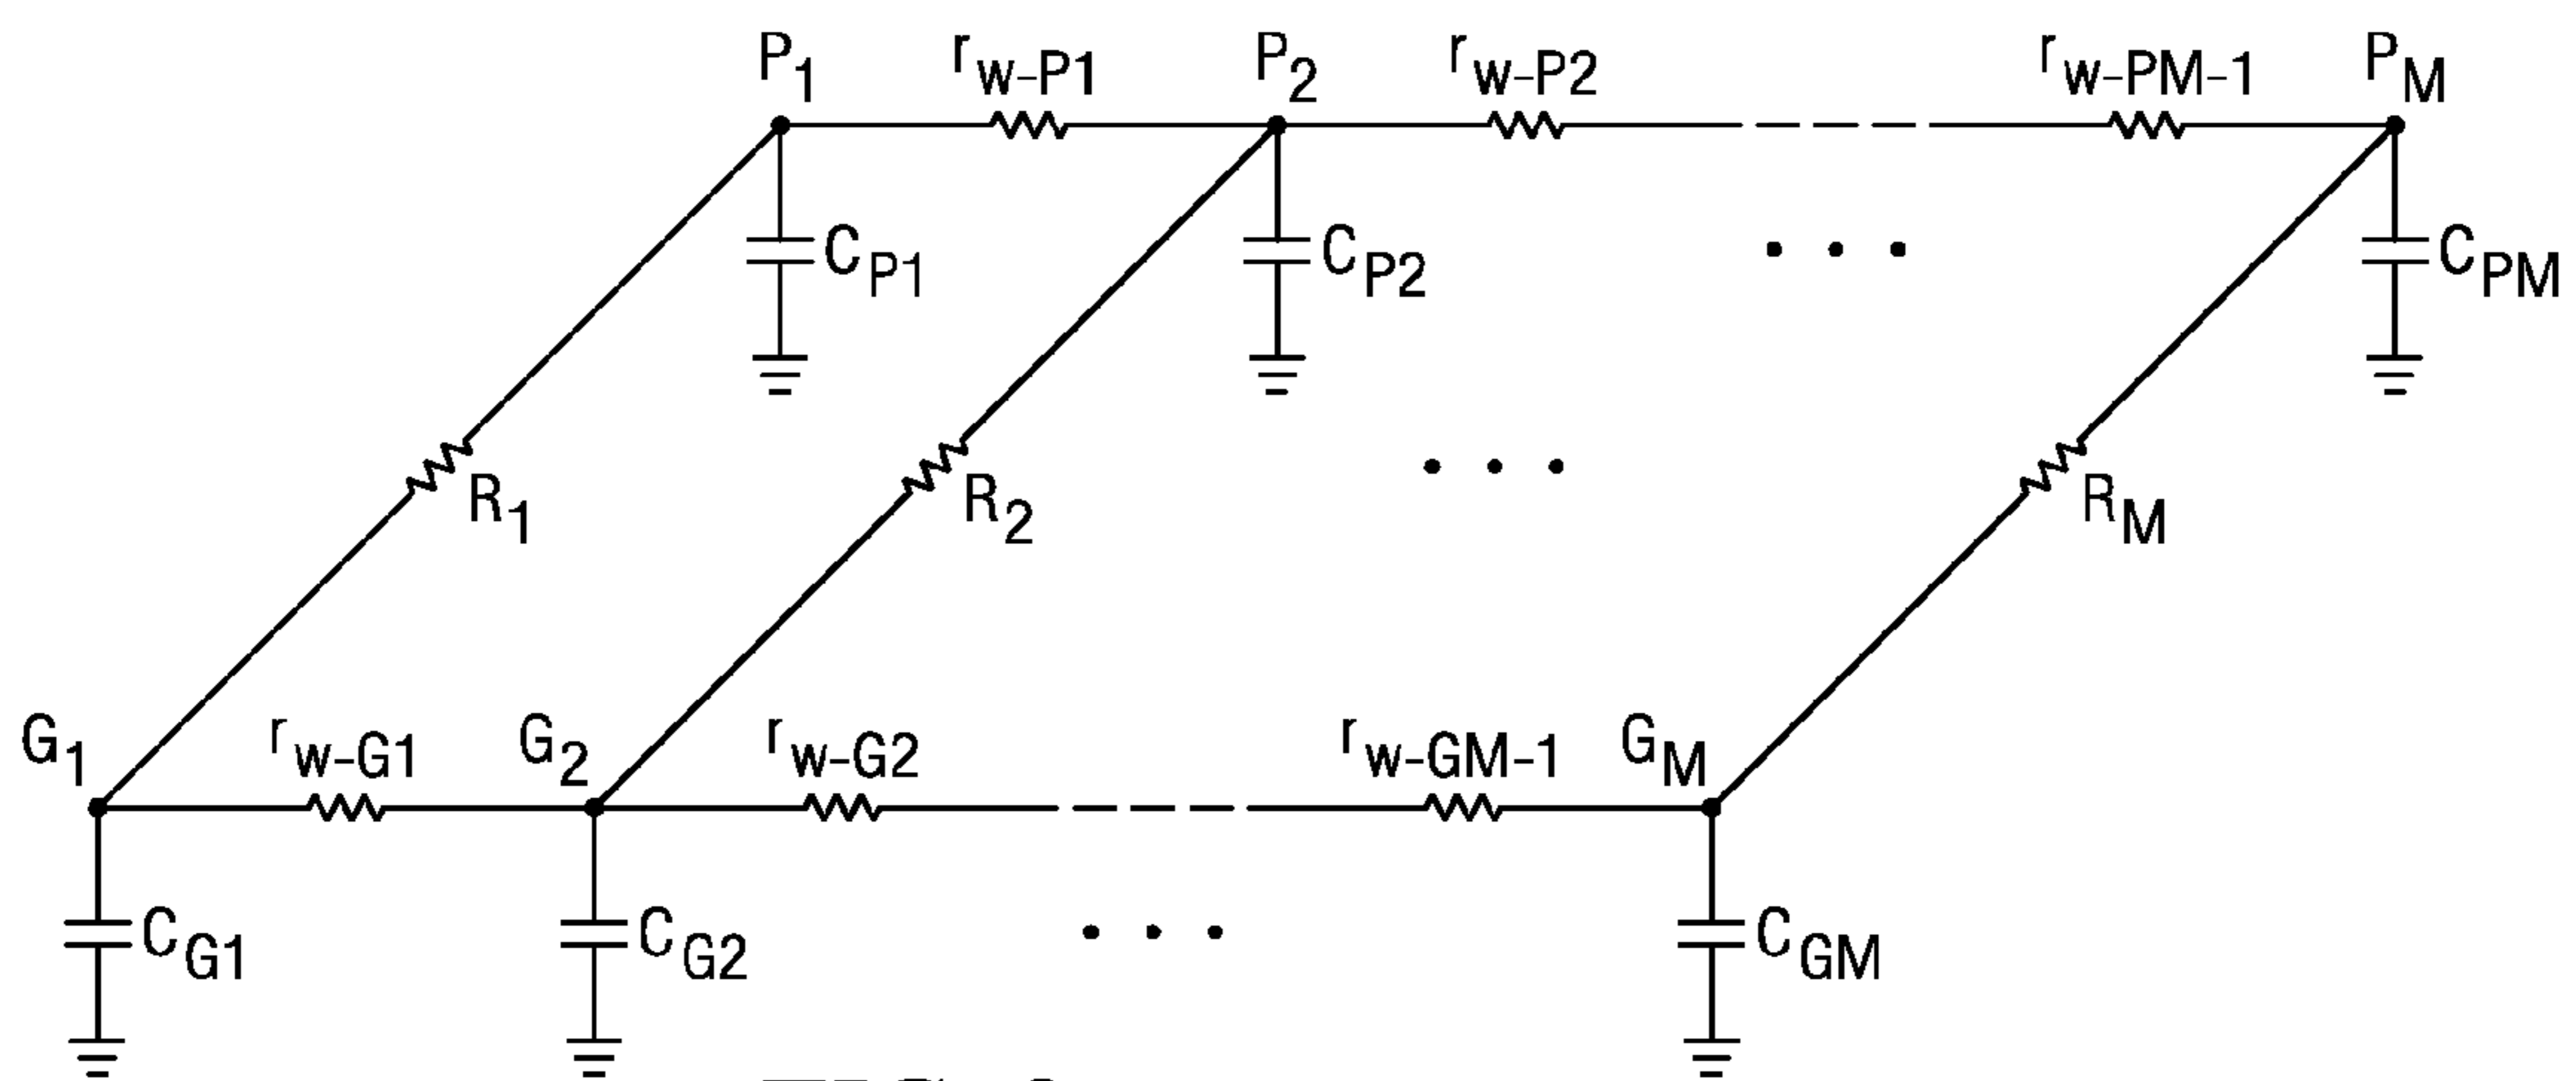 P1 rw-P1 P2 rw-P2 rw-PM-1 PM
CP1 CP2 CPM
R1 R2 RM
G1 rw-G1 G2 rw-G2 rw-GM-1 GM
CG1 CG2 CGM